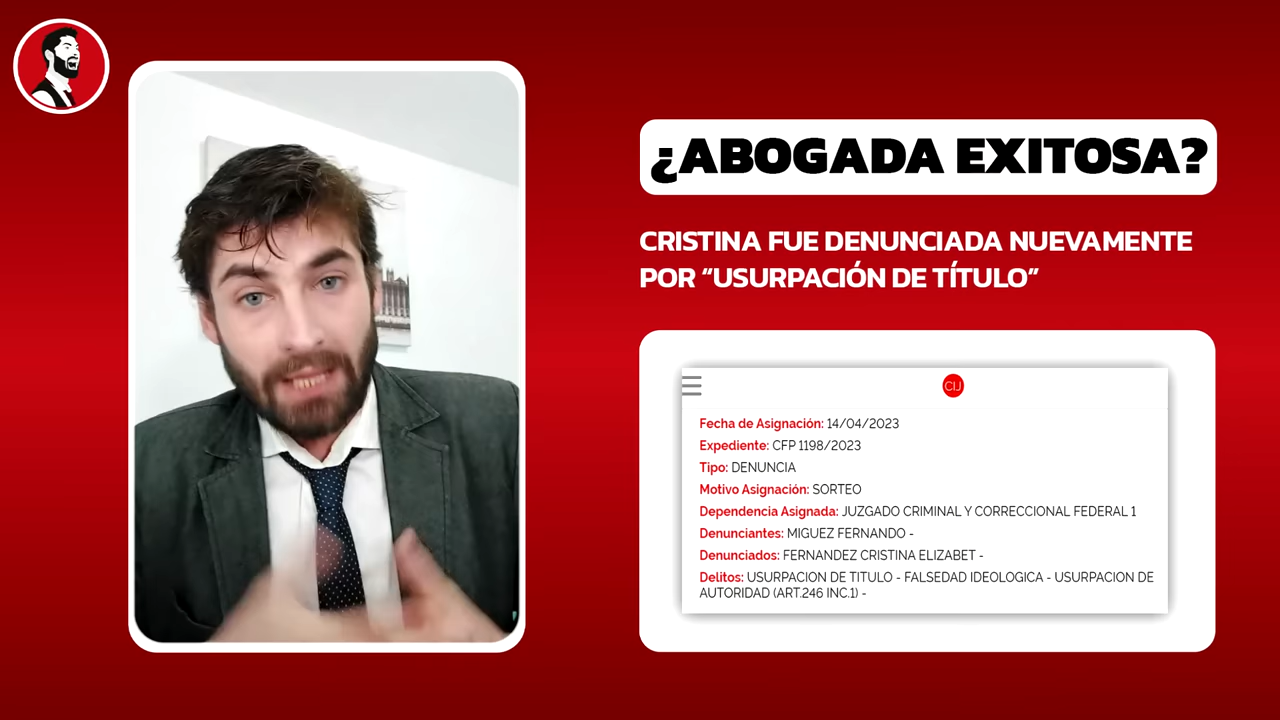 ¿ABOGADA EXITOSA?
CRISTINA FUE DENUNCIADA NUEVAMENTE
POR “USURPACIÓN DE TÍTULO”
CIJ
Fecha de Asignación: 14/04/2023
Expediente: CFP 1198/2023
Tipo: DENUNCIA
Motivo Asignación: SORTEO
Dependencia Asignada: JUZGADO CRIMINAL Y CORRECCIONAL FEDERAL 1
Denunciantes: MIGUEZ FERNANDO -
Denunciados: FERNANDEZ CRISTINA ELIZABET -
Delitos: USURPACION DE TITULO - FALSEDAD IDEOLOGICA - USURPACION DE
AUTORIDAD (ART.246 INC.1) -